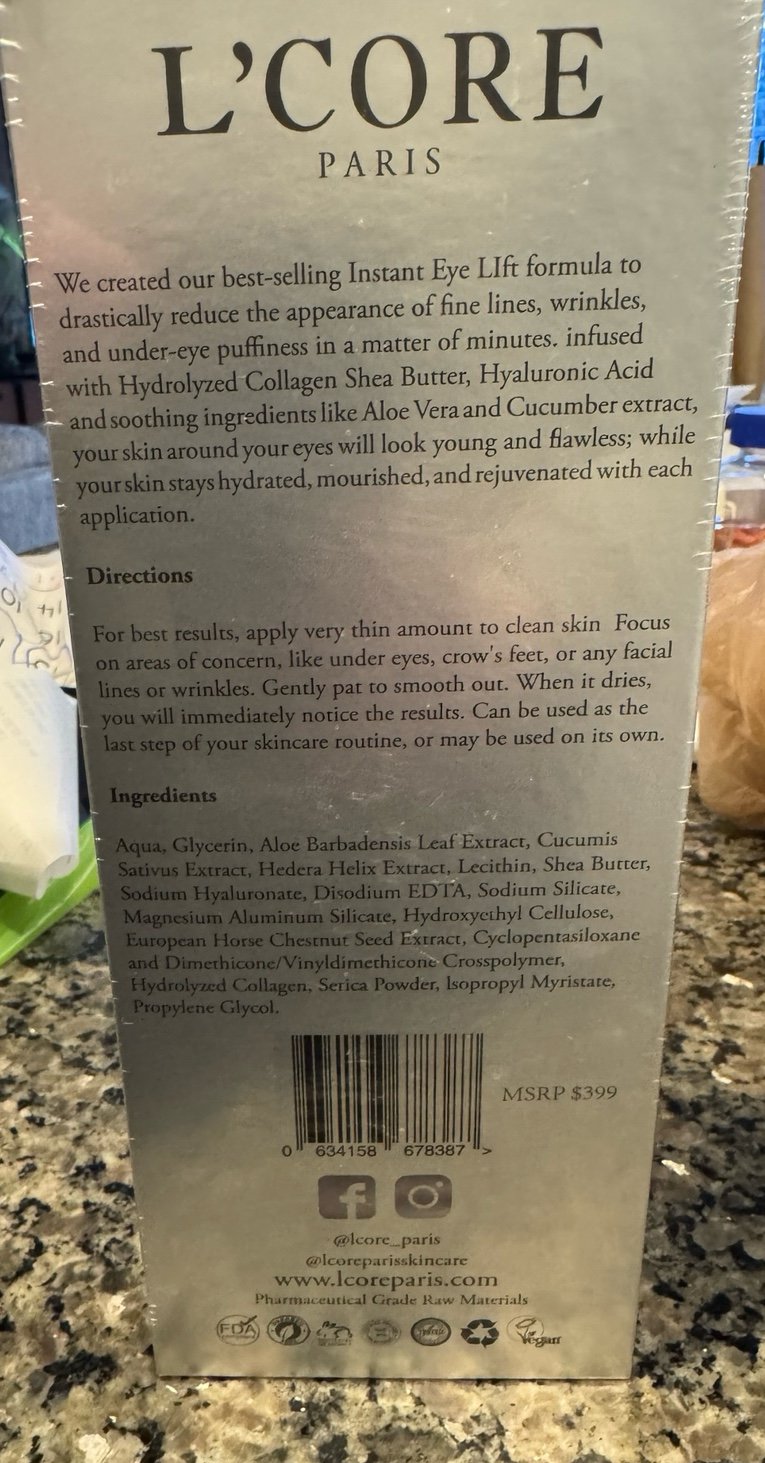 L'CORE
PARIS
We created our best-selling Instant Eye LIft formula to
drastically reduce the appearance of fine lines, wrinkles,
and under-eye puffiness in a matter of minutes. infused
with Hydrolyzed Collagen Shea Butter, Hyaluronic Acid
and soothing ingredients like Aloe Vera and Cucumber extract,
your skin around your eyes will look young and flawless; while
your skin stays hydrated, mourished, and rejuvenated with each
application.
Directions
For best results, apply very thin amount to clean skin Focus
on areas of concern, like under eyes, crow's feet, or any facial
lines or wrinkles. Gently pat to smooth out. When it dries,
you will immediately notice the results. Can be used as the
last step of your skincare routine, or may be used on its own.
Ingredients
Aqua, Glycerin, Aloe Barbadensis Leaf Extract, Cucumis
Sativus Extract, Hedera Helix Extract, Lecithin, Shea Butter,
Sodium Hyaluronate, Disodium EDTA, Sodium Silicate,
Magnesium Aluminum Silicate, Hydroxyethyl Cellulose,
European Horse Chestnut Seed Extract, Cyclopentasiloxane
and Dimethicone/Vinyldimethicone Crosspolymer,
Hydrolyzed Collagen, Serica Powder, Isopropyl Myristate,
Propylene Glycol.
MSRP $399
0 634158 678387 >
@lcore_paris
@lcoreparisskincare
www.lcoreparis.com
Pharmaceutical Grade Raw Materials
FDA
Vegan